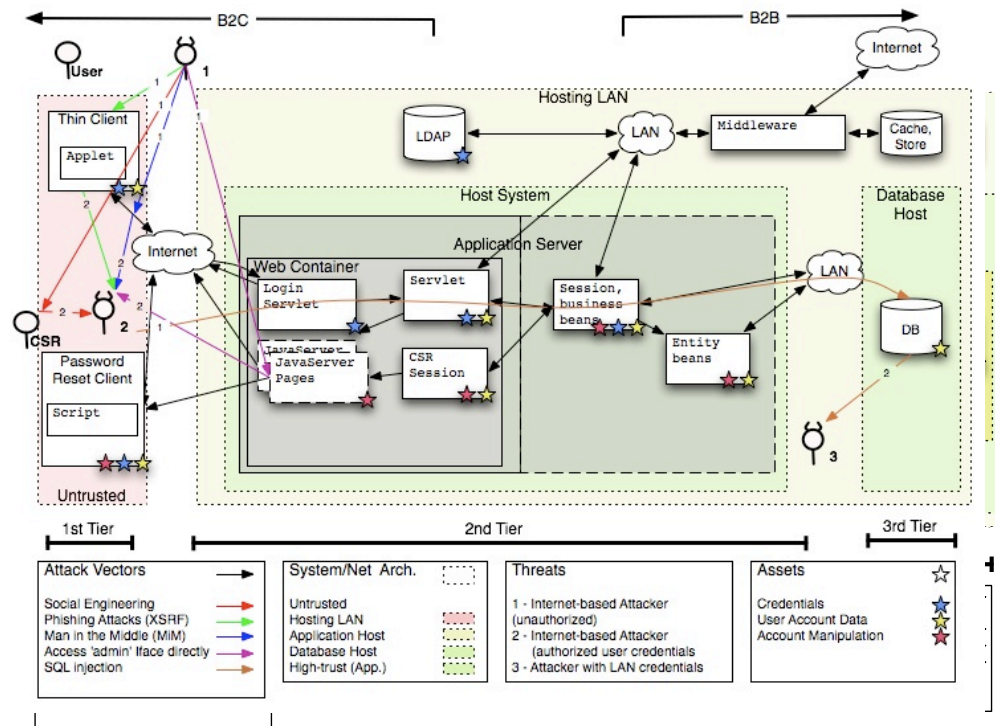 B2C
B2B
User
1
Internet
Hosting LAN
Thin Client
Applet
1
1
1
1
LDAP
LAN
Middleware
Cache,
Store
2
Host System
Database
Host
Internet
Application Server
LAN
2
Web Container
Login
Servlet
Servlet
Session,
business
beans
2
2
2
1
CSR
DB
Entity
beans
JavaServer
JavaServer
Pages
CSR
Session
Password
Reset Client
Script
2
3
Untrusted
1st Tier
2nd Tier
3rd Tier
Attack Vectors
Social Engineering
Phishing Attacks (XSRF)
Man in the Middle (MiM)
Access 'admin' Iface directly
SQL injection
System/Net Arch.
Untrusted
Hosting LAN
Application Host
Database Host
High-trust (App.)
Threats
1 - Internet-based Attacker
(unauthorized)
2 - Internet-based Attacker
(authorized user credentials
3 - Attacker with LAN credentials
Assets
Credentials
User Account Data
Account Manipulation